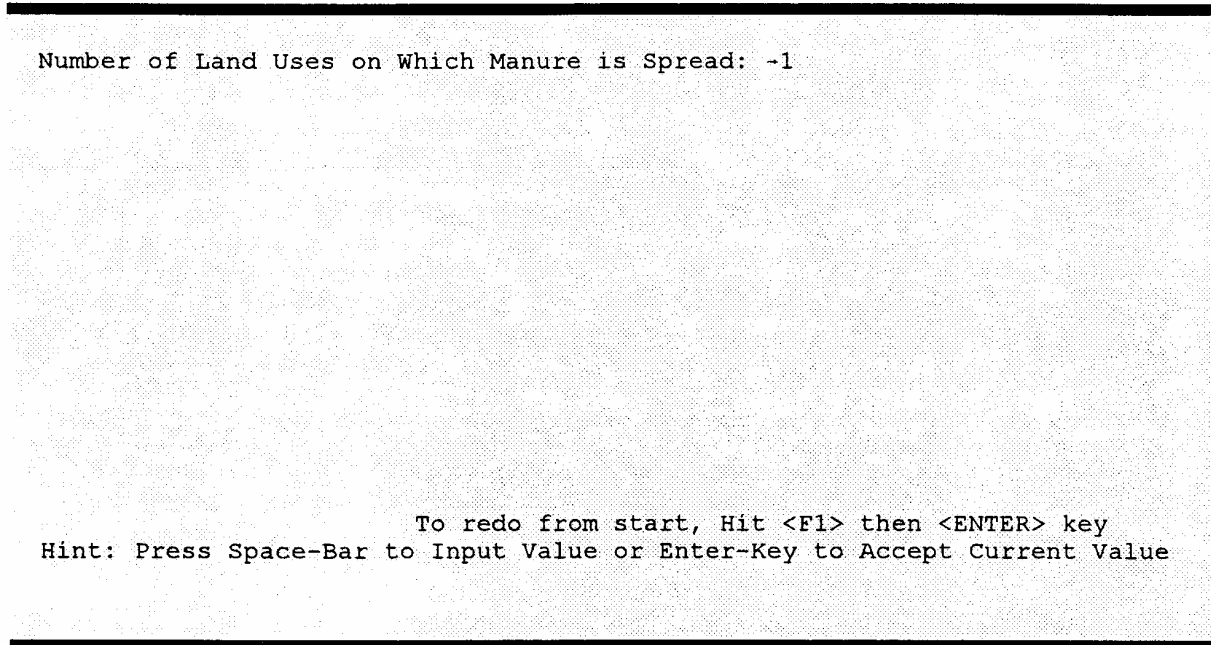 Number of Land Uses on Which Manure is Spread: →1
To redo from start, Hit <F1> then <ENTER> key
Hint: Press Space-Bar to Input Value or Enter-Key to Accept Current Value